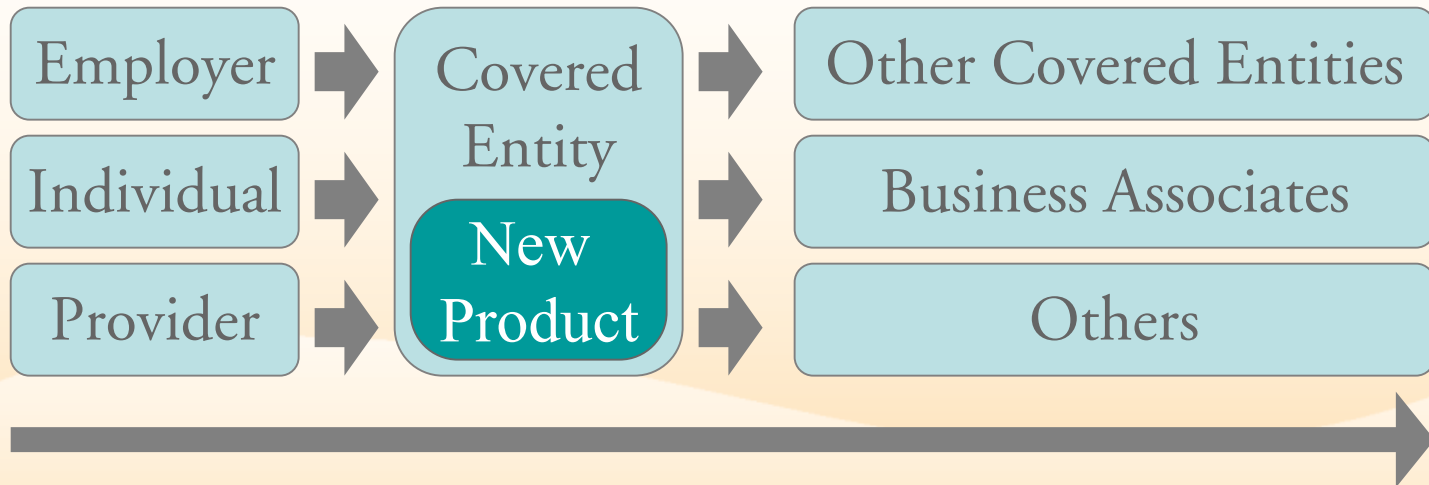 Employer
Individual
Provider
Covered
Entity
New
Product
Other Covered Entities
Business Associates
Others